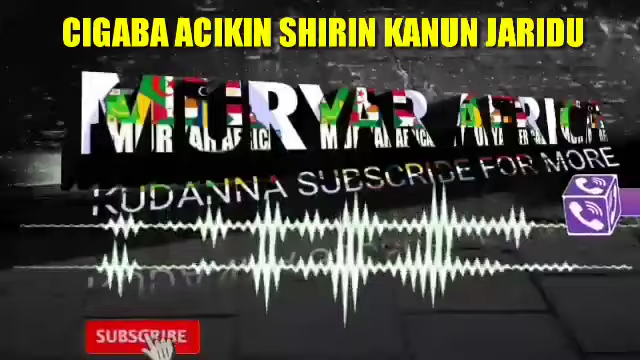 CIGABA ACIKIN SHIRIN KANUN JARIDU
MURYAR AFRICA
KUDANNA SUBSCRIBE FOR MORE
SUBSCRIBE